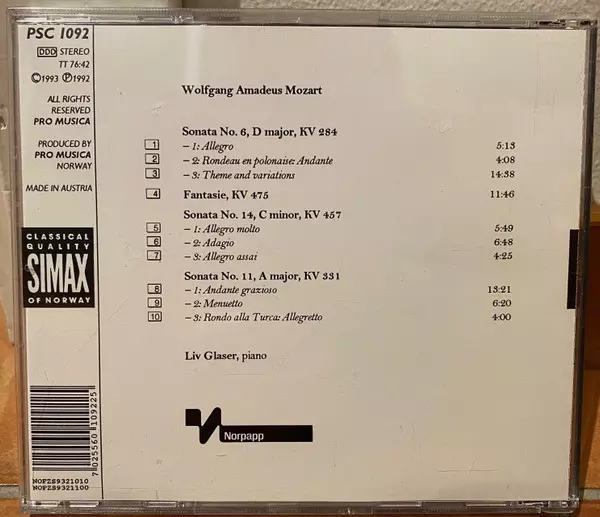 PSC 1092
DDD STEREO
TT 76:42
©1993 ℗1992
ALL RIGHTS
RESERVED
PRO MUSICA
PRODUCED BY
PRO MUSICA
NORWAY
MADE IN AUSTRIA
CLASSICAL
QUALITY
SIMAX
OF NORWAY
7 025560 109225
NOPZS9321010
NOPZS9321100
Wolfgang Amadeus Mozart
Sonata No. 6, D major, KV 284
1 – 1: Allegro 5:13
2 – 2: Rondeau en polonaise: Andante 4:08
3 – 3: Theme and variations 14:38
4 Fantasie, KV 475 11:46
Sonata No. 14, C minor, KV 457
5 – 1: Allegro molto 5:49
6 – 2: Adagio 6:48
7 – 3: Allegro assai 4:25
Sonata No. 11, A major, KV 331
8 – 1: Andante grazioso 13:21
9 – 2: Menuetto 6:20
10 – 3: Rondo alla Turca: Allegretto 4:00
Liv Glaser, piano
Norpapp